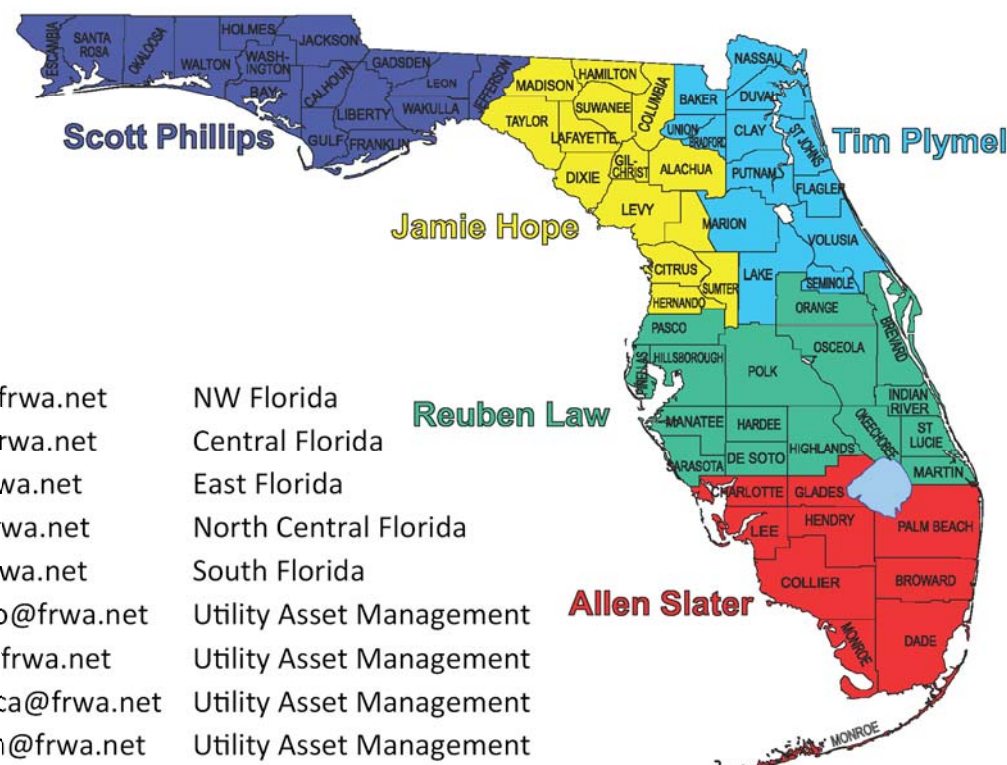 ESCAMBIA
SANTA
ROSA
OKALOOSA
WALTON
HOLMES
WASH-
INGTON
BAY
JACKSON
CALHOUN
GULF
LIBERTY
FRANKLIN
GADSDEN
LEON
WAKULLA
JEFFERSON
Scott Phillips
MADISON
HAMILTON
TAYLOR
SUWANEE
COLUMBIA
LAFAYETTE
DIXIE
GIL-
CHRIST
ALACHUA
LEVY
CITRUS
SUMTER
HERNANDO
Jamie Hope
NASSAU
BAKER
DUVAL
UNION
BRADFORD
CLAY
ST JOHNS
PUTNAM
FLAGLER
MARION
VOLUSIA
LAKE
SEMINOLE
Tim Plymel
ORANGE
PASCO
PINELLAS
HILLSBOROUGH
POLK
OSCEOLA
BREVARD
INDIAN
RIVER
MANATEE
HARDEE
HIGHLANDS
OKEECHOBEE
ST
LUCIE
SARASOTA
DE SOTO
MARTIN
Reuben Law
CHARLOTTE
GLADES
LEE
HENDRY
PALM BEACH
COLLIER
BROWARD
MONROE
DADE
MONROE
Allen Slater
frwa.net NW Florida
rwa.net Central Florida
wa.net East Florida
rwa.net North Central Florida
wa.net South Florida
o@frwa.net Utility Asset Management
frwa.net Utility Asset Management
ca@frwa.net Utility Asset Management
n@frwa.net Utility Asset Management